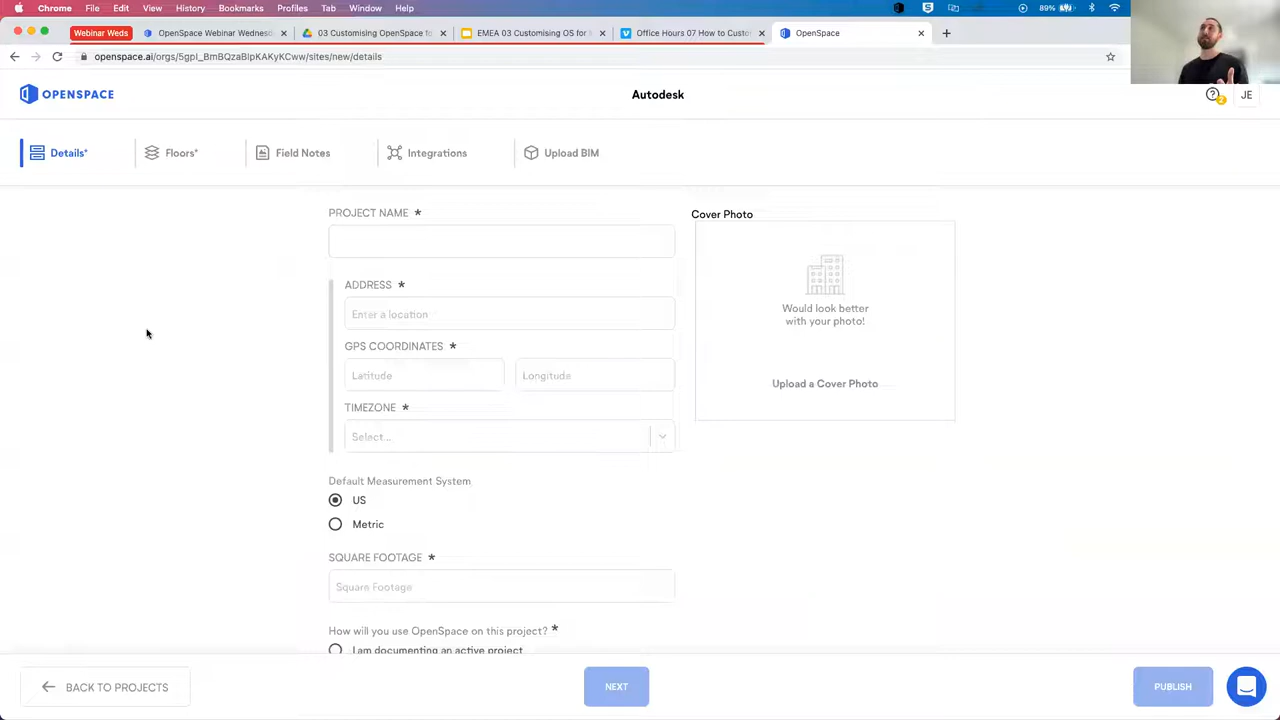 Chrome File Edit View History Bookmarks Profiles Tab Window Help 89%
Webinar Weds OpenSpace Webinar Wednesd 03 Customising OpenSpace fo EMEA 03 Customising OS for Office Hours 07 How to Custo OpenSpace
openspace.ai/orgs/5gpl_BmBQzaBlpKAKyKCww/sites/new/details
OPENSPACE
Autodesk
2
JE
Details*
Floors*
Field Notes
Integrations
Upload BIM
PROJECT NAME *
Cover Photo
ADDRESS *
Enter a location
Would look better
with your photo!
GPS COORDINATES *
Latitude
Longitude
Upload a Cover Photo
TIMEZONE *
Select...
Default Measurement System
US
Metric
SQUARE FOOTAGE *
Square Footage
How will you use OpenSpace on this project? *
I am documenting an active project
BACK TO PROJECTS
NEXT
PUBLISH